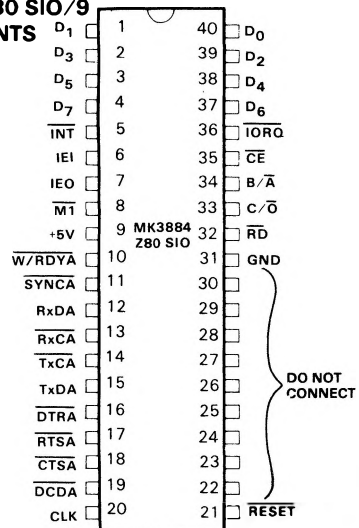 80 SIO/9
NTS
D1 1 40 D0
D3 2 39 D2
D5 3 38 D4
D7 4 37 D6
INT 5 36 IORQ
IEI 6 35 CE
IEO 7 34 B/A
M1 8 33 C/D
+5V 9 MK3884 32 RD
Z80 SIO
W/RDYA 10 31 GND
SYNCA 11 30
RxDA 12 29
RxCA 13 28
TxCA 14 27
TxDA 15 26
DO NOT
CONNECT
DTRA 16 25
RTSA 17 24
CTSA 18 23
DCDA 19 22
CLK 20 21 RESET